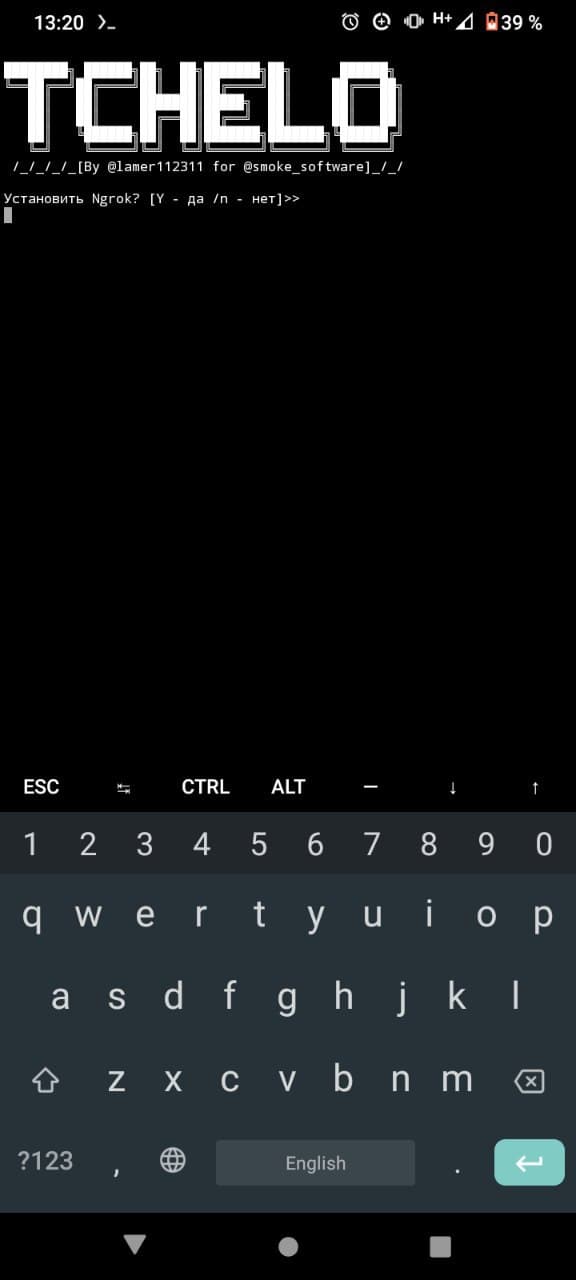 13:20 H+ 39 %
TCHELO
/_/_/_/_[By @lamer112311 for @smoke_software]_/_/
Установить Ngrok? [Y - да /n - нет]>>
ESC ↹ CTRL ALT — ↓ ↑
1 2 3 4 5 6 7 8 9 0
q w e r t y u i o p
a s d f g h j k l
z x c v b n m
?123 , English .